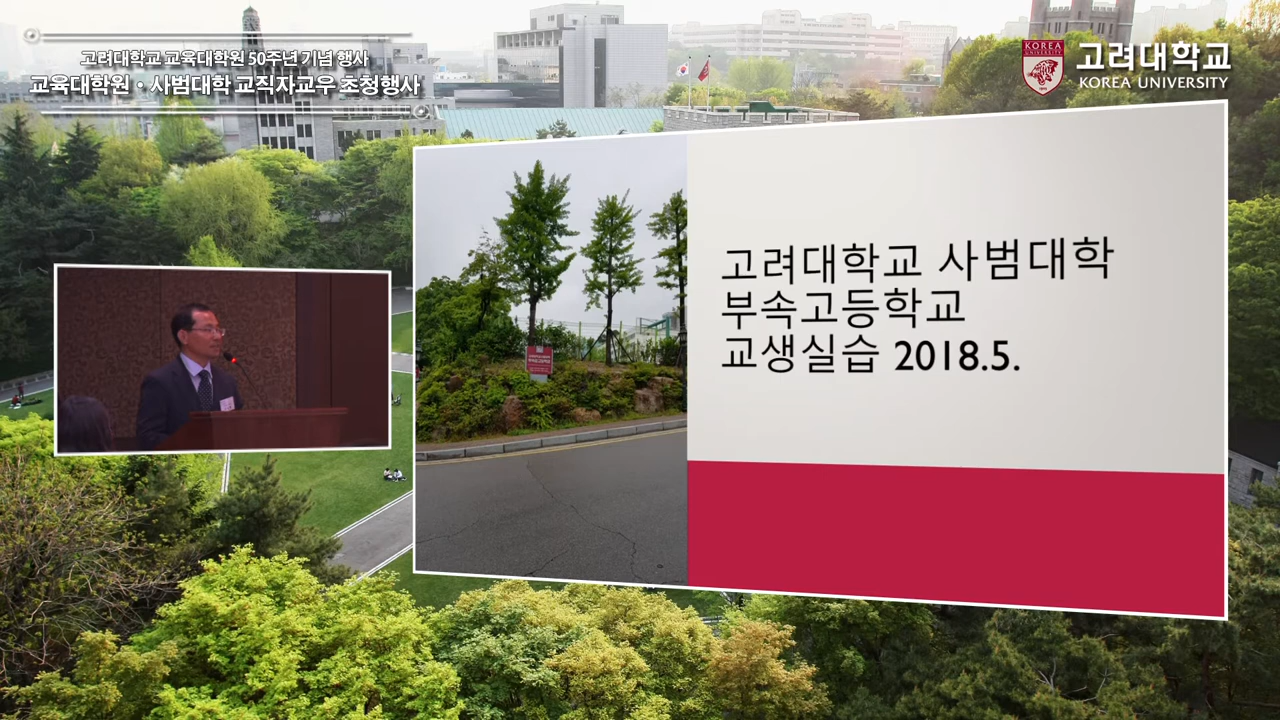 고려대학교 교육대학원 50주년 기념 행사
교육대학원 • 사범대학 교직자교우 초청행사
KOREA
UNIVERSITY
고려대학교
KOREA UNIVERSITY
고려대학교 사범대학
부속고등학교
교생실습 2018.5.